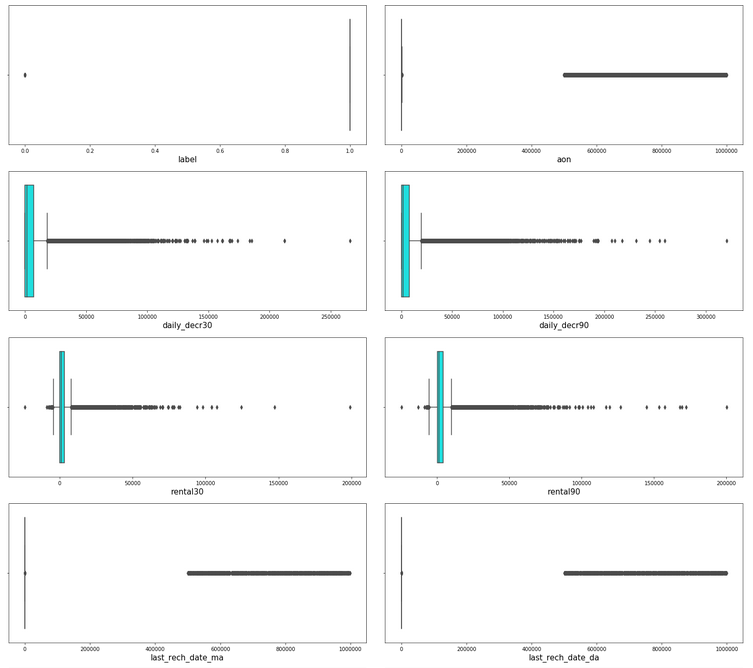 0.0 0.2 0.4 0.6 0.8 1.0
label
0 200000 400000 600000 800000 1000000
aon
0 50000 100000 150000 200000 250000
daily_decr30
0 50000 100000 150000 200000 250000 300000
daily_decr90
0 50000 100000 150000 200000
rental30
0 50000 100000 150000 200000
rental90
0 200000 400000 600000 800000 1000000
last_rech_date_ma
0 200000 400000 600000 800000 1000000
last_rech_date_da